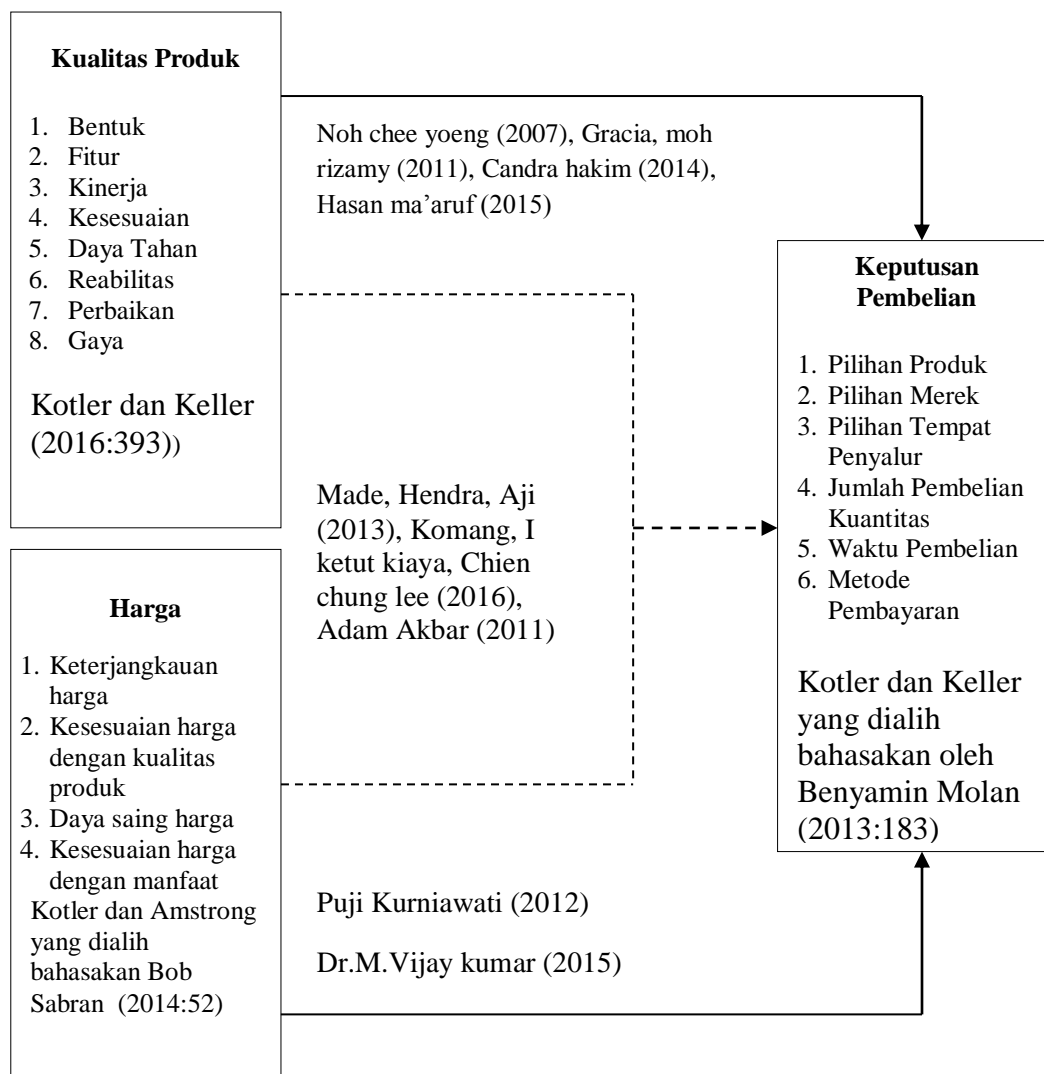 Kualitas Produk
1. Bentuk
2. Fitur
3. Kinerja
4. Kesesuaian
5. Daya Tahan
6. Reabilitas
7. Perbaikan
8. Gaya
Kotler dan Keller
(2016:393))
Noh chee yoeng (2007), Gracia, moh
rizamy (2011), Candra hakim (2014),
Hasan ma’aruf (2015)
Made, Hendra, Aji
(2013), Komang, I
ketut kiaya, Chien
chung lee (2016),
Adam Akbar (2011)
Harga
1. Keterjangkauan
harga
2. Kesesuaian harga
dengan kualitas
produk
3. Daya saing harga
4. Kesesuaian harga
dengan manfaat
Kotler dan Amstrong
yang dialih
bahasakan Bob
Sabran (2014:52)
Puji Kurniawati (2012)
Dr.M.Vijay kumar (2015)
Keputusan
Pembelian
1. Pilihan Produk
2. Pilihan Merek
3. Pilihan Tempat
Penyalur
4. Jumlah Pembelian
Kuantitas
5. Waktu Pembelian
6. Metode
Pembayaran
Kotler dan Keller
yang dialih
bahasakan oleh
Benyamin Molan
(2013:183)